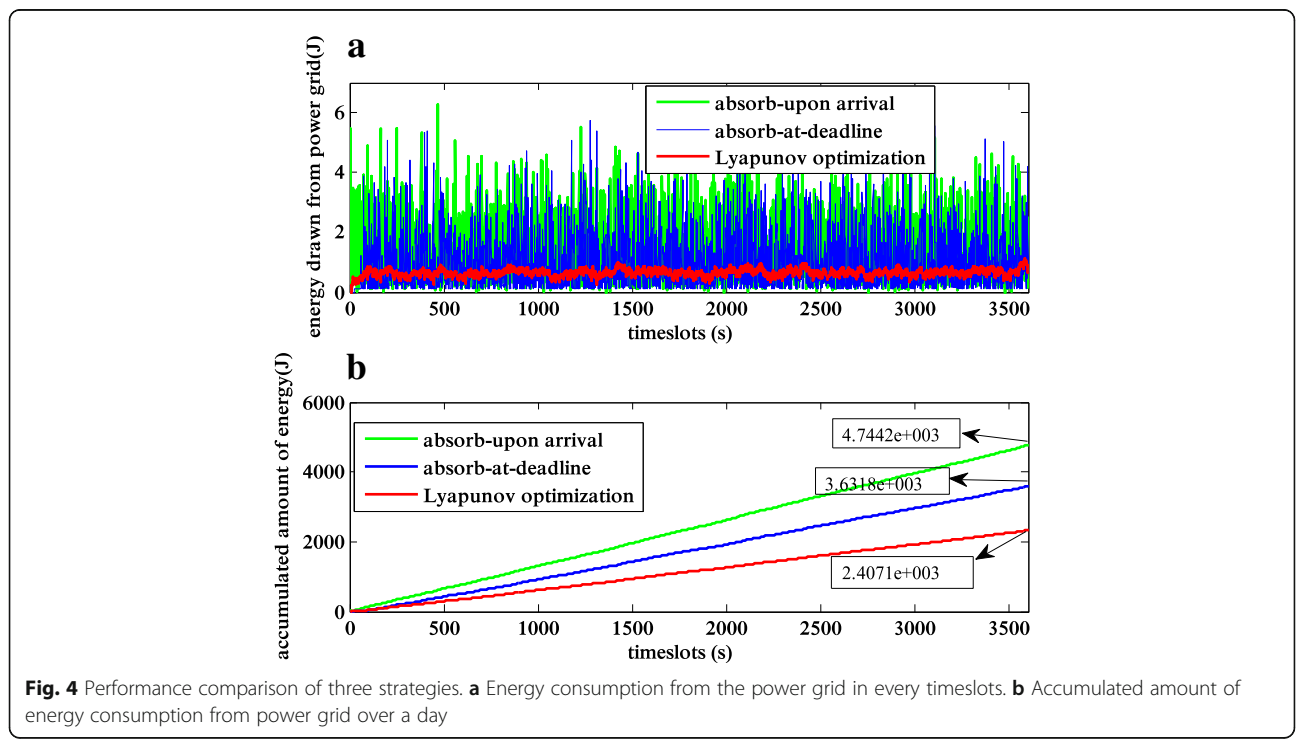 a
energy drawn from power grid(J)
6
4
2
0
absorb-upon arrival
absorb-at-deadline
Lyapunov optimization
0 500 1000 1500 2000 2500 3000 3500
timeslots (s)
b
accumulated amount of energy(J)
6000
4000
2000
0
absorb-upon arrival
absorb-at-deadline
Lyapunov optimization
4.7442e+003
3.6318e+003
2.4071e+003
0 500 1000 1500 2000 2500 3000 3500
timeslots (s)
Fig. 4 Performance comparison of three strategies. a Energy consumption from the power grid in every timeslots. b Accumulated amount of
energy consumption from power grid over a day